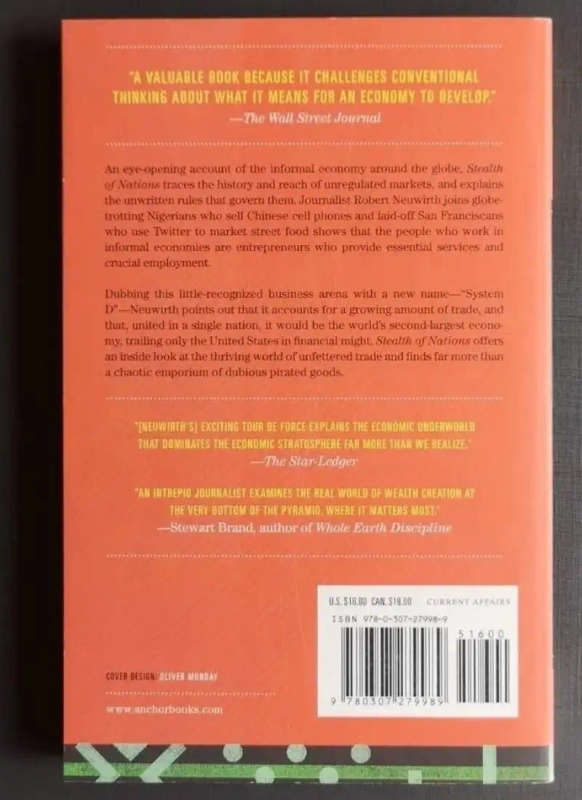 "A VALUABLE BOOK BECAUSE IT CHALLENGES CONVENTIONAL
THINKING ABOUT WHAT IT MEANS FOR AN ECONOMY TO DEVELOP."
—The Wall Street Journal
An eye-opening account of the informal economy around the globe, Stealth
of Nations traces the history and reach of unregulated markets, and explains
the unwritten rules that govern them. Journalist Robert Neuwirth joins globe-
trotting Nigerians who sell Chinese cell phones and laid-off San Franciscans
who use Twitter to market street food shows that the people who work in
informal economies are entrepreneurs who provide essential services and
crucial employment.
Dubbing this little-recognized business arena with a new name—"System
D"—Neuwirth points out that it accounts for a growing amount of trade, and
that, united in a single nation, it would be the world's second-largest econo-
my, trailing only the United States in financial might. Stealth of Nations offers
an inside look at the thriving world of unfettered trade and finds far more than
a chaotic emporium of dubious pirated goods.
"[NEUWIRTH'S] EXCITING TOUR DE FORCE EXPLAINS THE ECONOMIC UNDERWORLD
THAT DOMINATES THE ECONOMIC STRATOSPHERE FAR MORE THAN WE REALIZE."
—The Star-Ledger
"AN INTREPID JOURNALIST EXAMINES THE REAL WORLD OF WEALTH CREATION AT
THE VERY BOTTOM OF THE PYRAMID, WHERE IT MATTERS MOST."
—Stewart Brand, author of Whole Earth Discipline
U.S. $16.00 CAN. $18.00 CURRENT AFFAIRS
ISBN 978-0-307-27998-9
51600
9 780307 279989
COVER DESIGN: OLIVER MUNDAY
www.anchorbooks.com